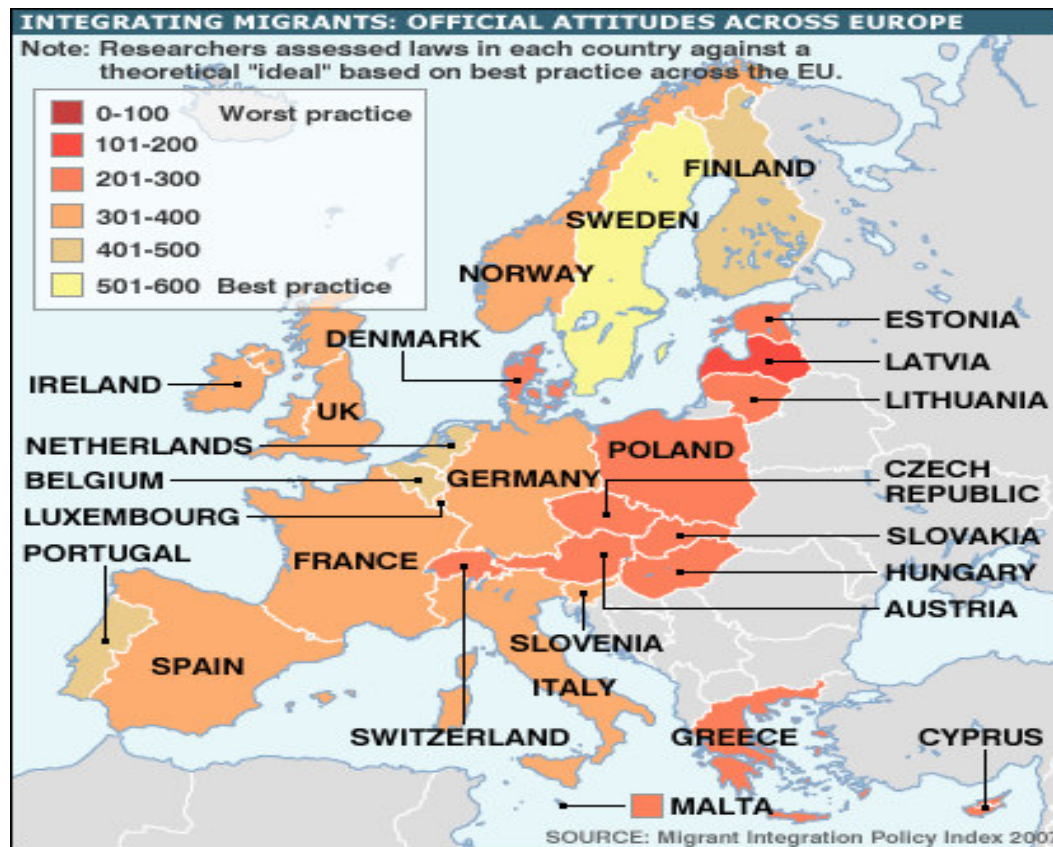 INTEGRATING MIGRANTS: OFFICIAL ATTITUDES ACROSS EUROPE
Note: Researchers assessed laws in each country against a
theoretical "ideal" based on best practice across the EU.
0-100 Worst practice
101-200
201-300
301-400
401-500
501-600 Best practice
FINLAND
SWEDEN
NORWAY
DENMARK
ESTONIA
LATVIA
LITHUANIA
IRELAND
UK
NETHERLANDS
BELGIUM
LUXEMBOURG
PORTUGAL
GERMANY
POLAND
CZECH
REPUBLIC
SLOVAKIA
HUNGARY
AUSTRIA
FRANCE
SLOVENIA
SPAIN
ITALY
SWITZERLAND
GREECE
CYPRUS
MALTA
SOURCE: Migrant Integration Policy Index 2007